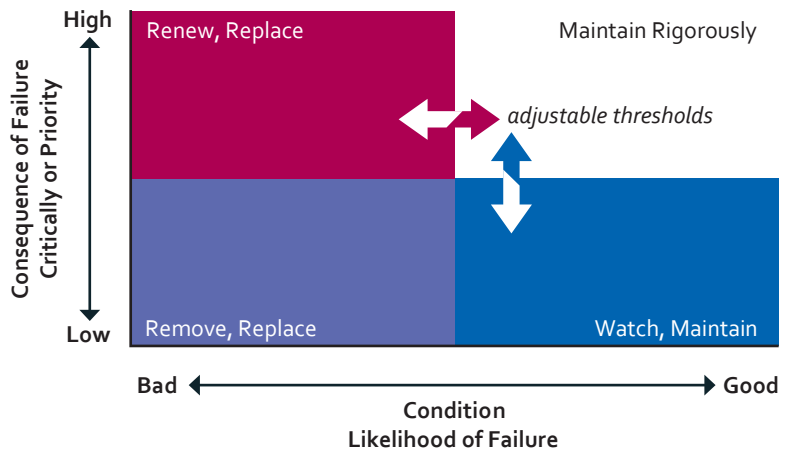 High
Renew, Replace
Maintain Rigorously
adjustable thresholds
Consequence of Failure
Critically or Priority
Low
Remove, Replace
Watch, Maintain
Bad
Good
Condition
Likelihood of Failure